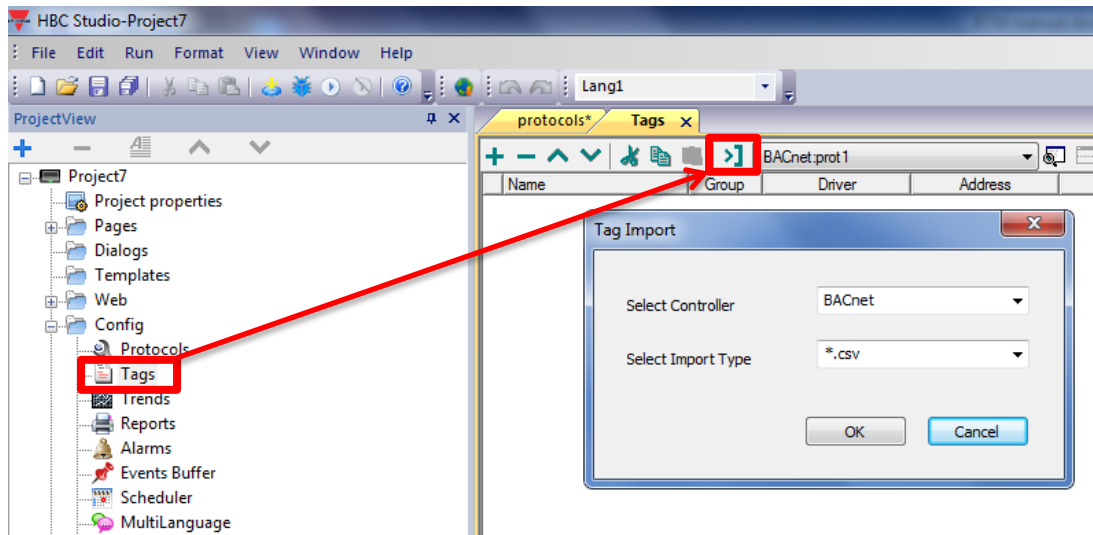 HBC Studio-Project7
File Edit Run Format View Window Help
Lang1
ProjectView
protocols* Tags
BACnet:prot1
Name Group Driver Address
Project7
Project properties
Pages
Dialogs
Templates
Web
Config
Protocols
Tags
Trends
Reports
Alarms
Events Buffer
Scheduler
MultiLanguage
Tag Import
Select Controller BACnet
Select Import Type *.csv
OK Cancel